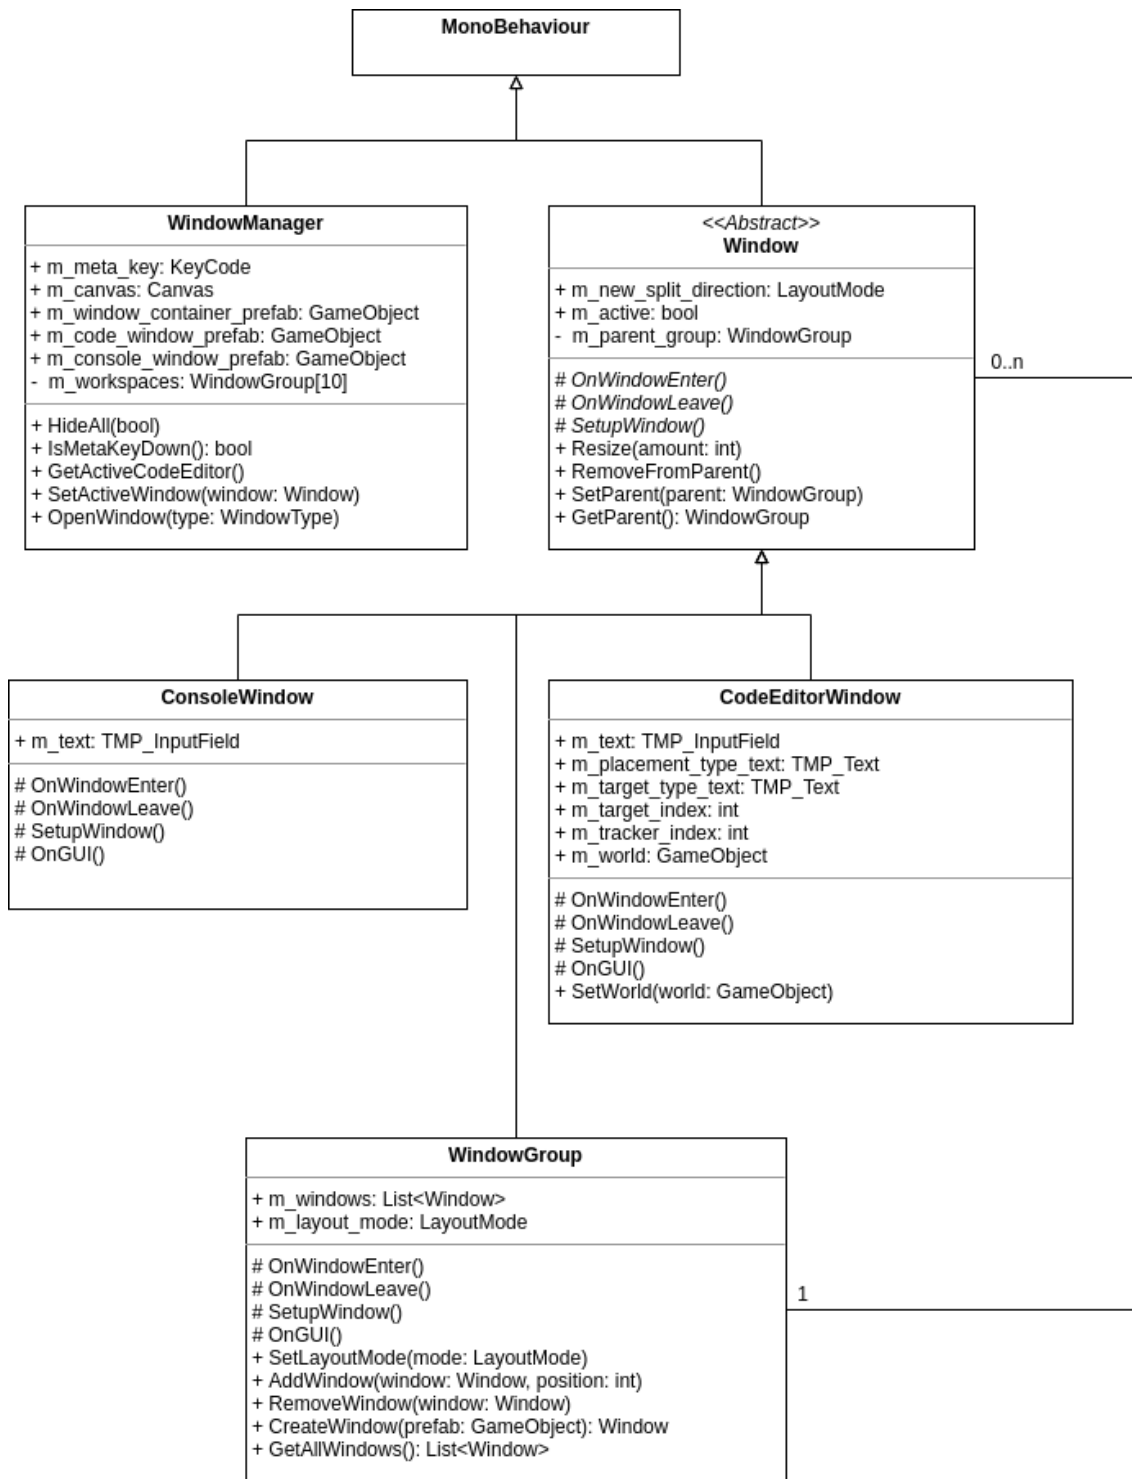 MonoBehaviour
WindowManager
+ m_meta_key: KeyCode
+ m_canvas: Canvas
+ m_window_container_prefab: GameObject
+ m_code_window_prefab: GameObject
+ m_console_window_prefab: GameObject
- m_workspaces: WindowGroup[10]
+ HideAll(bool)
+ IsMetaKeyDown(): bool
+ GetActiveCodeEditor()
+ SetActiveWindow(window: Window)
+ OpenWindow(type: WindowType)
<<Abstract>>
Window
+ m_new_split_direction: LayoutMode
+ m_active: bool
- m_parent_group: WindowGroup
# OnWindowEnter()
# OnWindowLeave()
# SetupWindow()
+ Resize(amount: int)
+ RemoveFromParent()
+ SetParent(parent: WindowGroup)
+ GetParent(): WindowGroup
0..n
ConsoleWindow
+ m_text: TMP_InputField
# OnWindowEnter()
# OnWindowLeave()
# SetupWindow()
# OnGUI()
CodeEditorWindow
+ m_text: TMP_InputField
+ m_placement_type_text: TMP_Text
+ m_target_type_text: TMP_Text
+ m_target_index: int
+ m_tracker_index: int
+ m_world: GameObject
# OnWindowEnter()
# OnWindowLeave()
# SetupWindow()
# OnGUI()
+ SetWorld(world: GameObject)
WindowGroup
+ m_windows: List<Window>
+ m_layout_mode: LayoutMode
# OnWindowEnter()
# OnWindowLeave()
# SetupWindow()
# OnGUI()
+ SetLayoutMode(mode: LayoutMode)
+ AddWindow(window: Window, position: int)
+ RemoveWindow(window: Window)
+ CreateWindow(prefab: GameObject): Window
+ GetAllWindows(): List<Window>
1